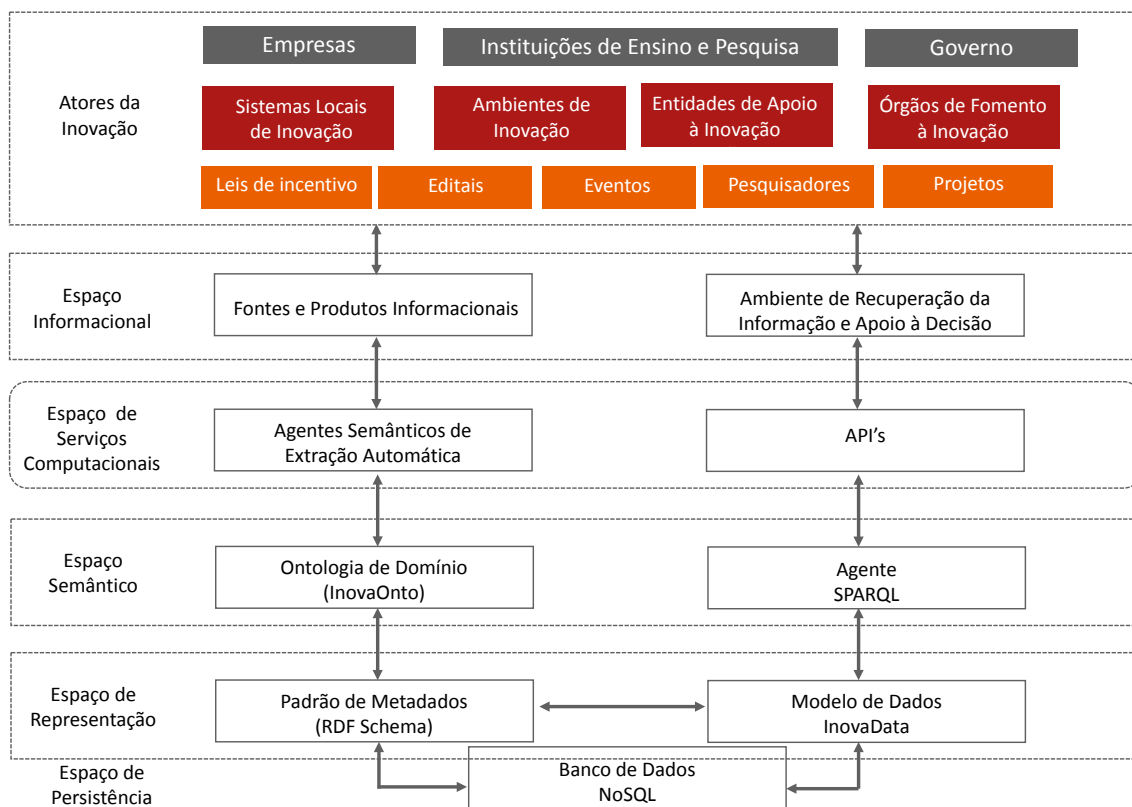 Empresas
Instituições de Ensino e Pesquisa
Governo
Atores da
Inovação
Sistemas Locais
de Inovação
Ambientes de
Inovação
Entidades de Apoio
à Inovação
Órgãos de Fomento
à Inovação
Leis de incentivo
Editais
Eventos
Pesquisadores
Projetos
Espaço
Informacional
Fontes e Produtos Informacionais
Ambiente de Recuperação da
Informação e Apoio à Decisão
Espaço de
Serviços
Computacionais
Agentes Semânticos de
Extração Automática
API's
Espaço
Semântico
Ontologia de Domínio
(InovaOnto)
Agente
SPARQL
Espaço de
Representação
Padrão de Metadados
(RDF Schema)
Modelo de Dados
InovaData
Espaço de
Persistência
Banco de Dados
NoSQL